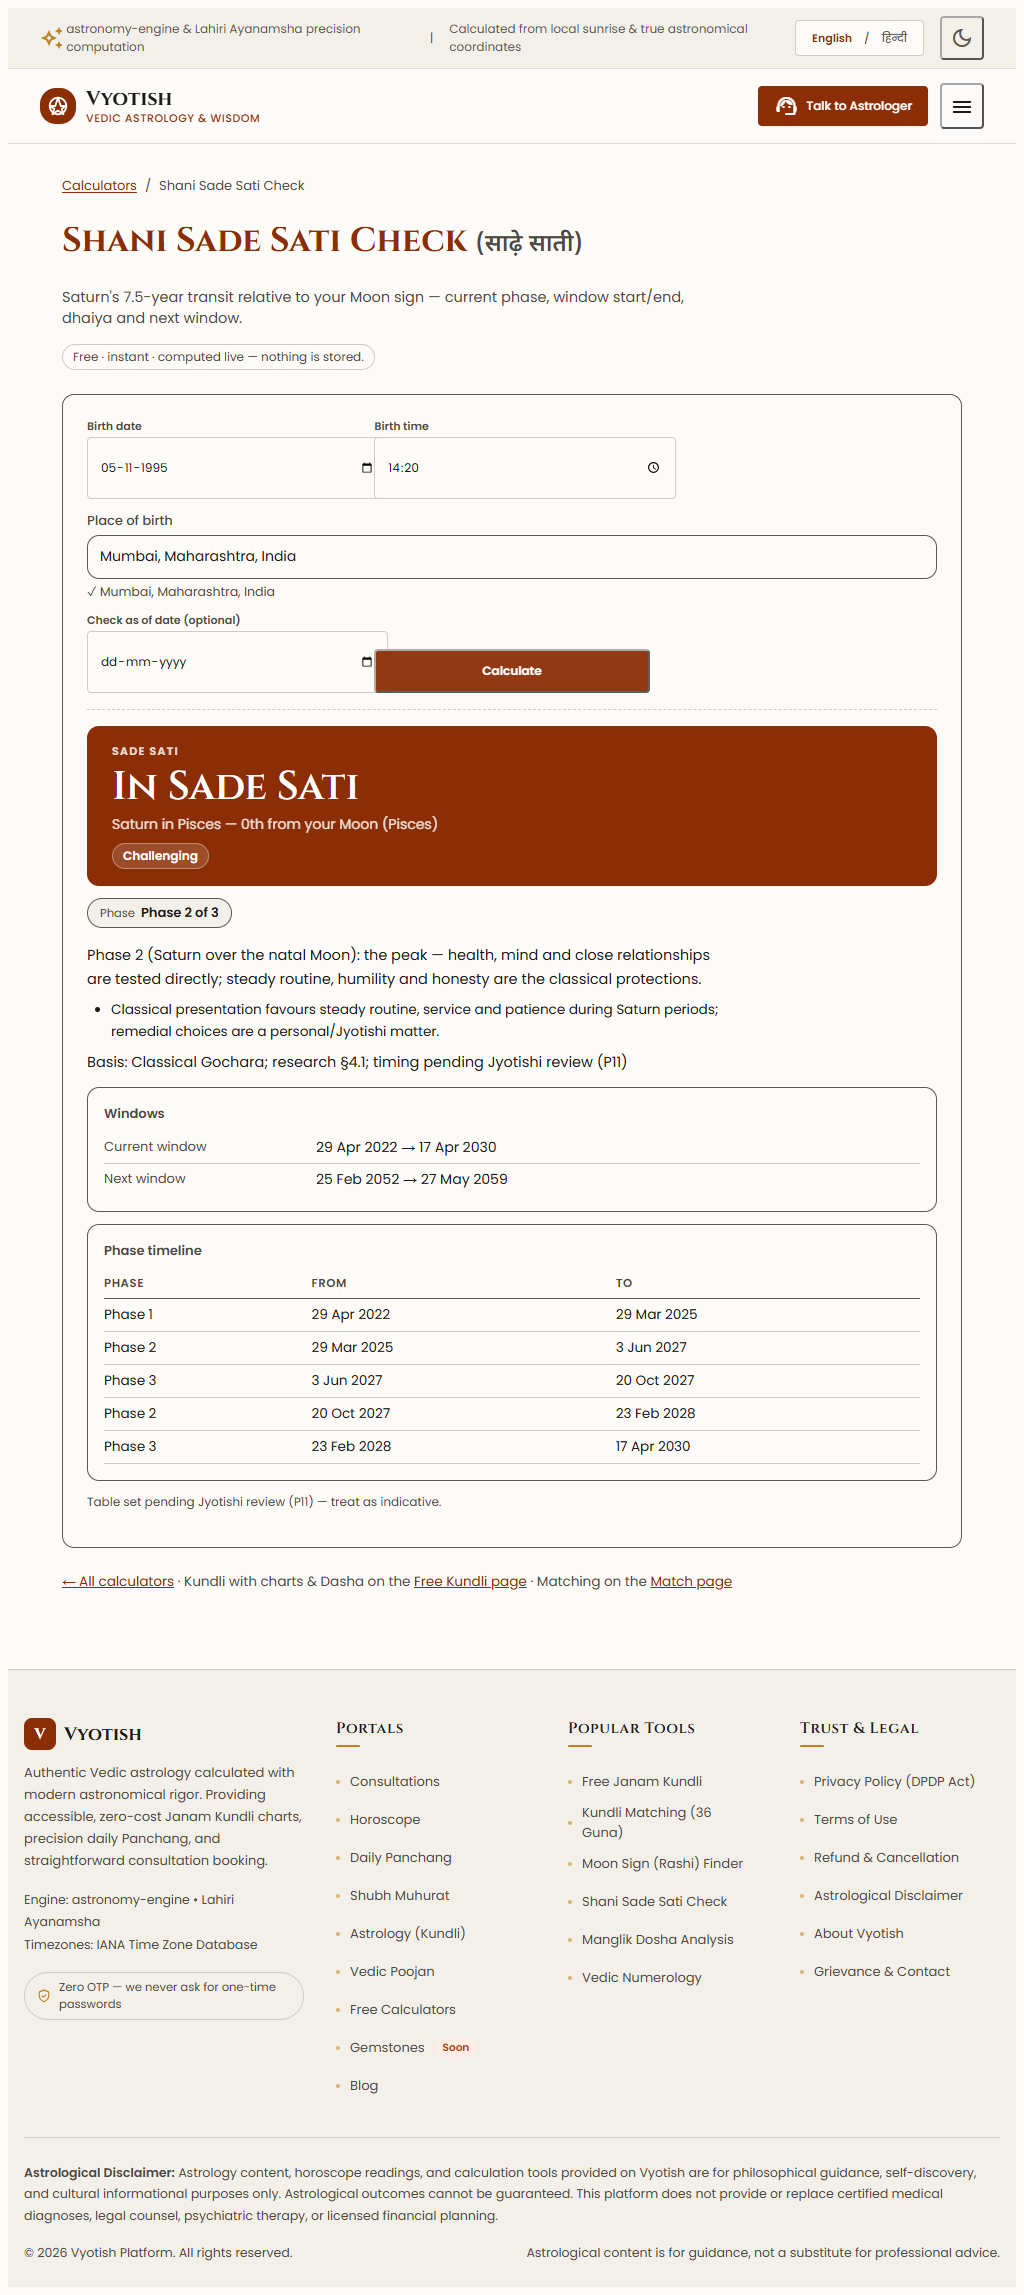 astronomy-engine & Lahiri Ayanamsha precision
computation
|
Calculated from local sunrise & true astronomical
coordinates
English / हिन्दी
Vyotish
VEDIC ASTROLOGY & WISDOM
Talk to Astrologer
Calculators / Shani Sade Sati Check
Shani Sade Sati Check (साढ़े साती)
Saturn's 7.5-year transit relative to your Moon sign — current phase, window start/end,
dhaiya and next window.
Free · instant · computed live — nothing is stored.
Birth date
Birth time
05-11-1995
14:20
Place of birth
Mumbai, Maharashtra, India
✓ Mumbai, Maharashtra, India
Check as of date (optional)
dd-mm-yyyy
Calculate
SADE SATI
In Sade Sati
Saturn in Pisces — 0th from your Moon (Pisces)
Challenging
Phase Phase 2 of 3
Phase 2 (Saturn over the natal Moon): the peak — health, mind and close relationships
are tested directly; steady routine, humility and honesty are the classical protections.
• Classical presentation favours steady routine, service and patience during Saturn periods;
remedial choices are a personal/Jyotishi matter.
Basis: Classical Gochara; research §4.1; timing pending Jyotishi review (P11)
Windows
Current window 29 Apr 2022 → 17 Apr 2030
Next window 25 Feb 2052 → 27 May 2059
Phase timeline
PHASE FROM TO
Phase 1 29 Apr 2022 29 Mar 2025
Phase 2 29 Mar 2025 3 Jun 2027
Phase 3 3 Jun 2027 20 Oct 2027
Phase 2 20 Oct 2027 23 Feb 2028
Phase 3 23 Feb 2028 17 Apr 2030
Table set pending Jyotishi review (P11) — treat as indicative.
← All calculators · Kundli with charts & Dasha on the Free Kundli page · Matching on the Match page
V Vyotish
Authentic Vedic astrology calculated with
modern astronomical rigor. Providing
accessible, zero-cost Janam Kundli charts,
precision daily Panchang, and
straightforward consultation booking.
Engine: astronomy-engine • Lahiri
Ayanamsha
Timezones: IANA Time Zone Database
Zero OTP — we never ask for one-time
passwords
Portals
Consultations
Horoscope
Daily Panchang
Shubh Muhurat
Astrology (Kundli)
Vedic Poojan
Free Calculators
Gemstones Soon
Blog
Popular Tools
Free Janam Kundli
Kundli Matching (36
Guna)
Moon Sign (Rashi) Finder
Shani Sade Sati Check
Manglik Dosha Analysis
Vedic Numerology
Trust & Legal
Privacy Policy (DPDP Act)
Terms of Use
Refund & Cancellation
Astrological Disclaimer
About Vyotish
Grievance & Contact
Astrological Disclaimer: Astrology content, horoscope readings, and calculation tools provided on Vyotish are for philosophical guidance, self-discovery,
and cultural informational purposes only. Astrological outcomes cannot be guaranteed. This platform does not provide or replace certified medical
diagnoses, legal counsel, psychiatric therapy, or licensed financial planning.
© 2026 Vyotish Platform. All rights reserved.
Astrological content is for guidance, not a substitute for professional advice.